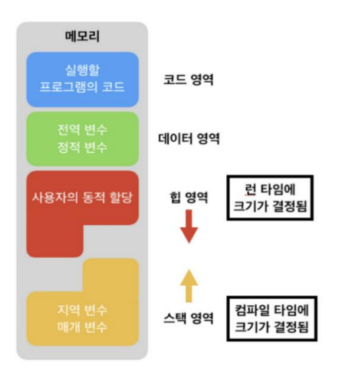 메모리
실행할
프로그램의 코드
코드 영역
전역 변수
정적 변수
데이터 영역
사용자의 동적 할당
힙 영역
런 타임에
크기가 결정됨
지역 변수
매개 변수
스택 영역
컴파일 타임에
크기가 결정됨